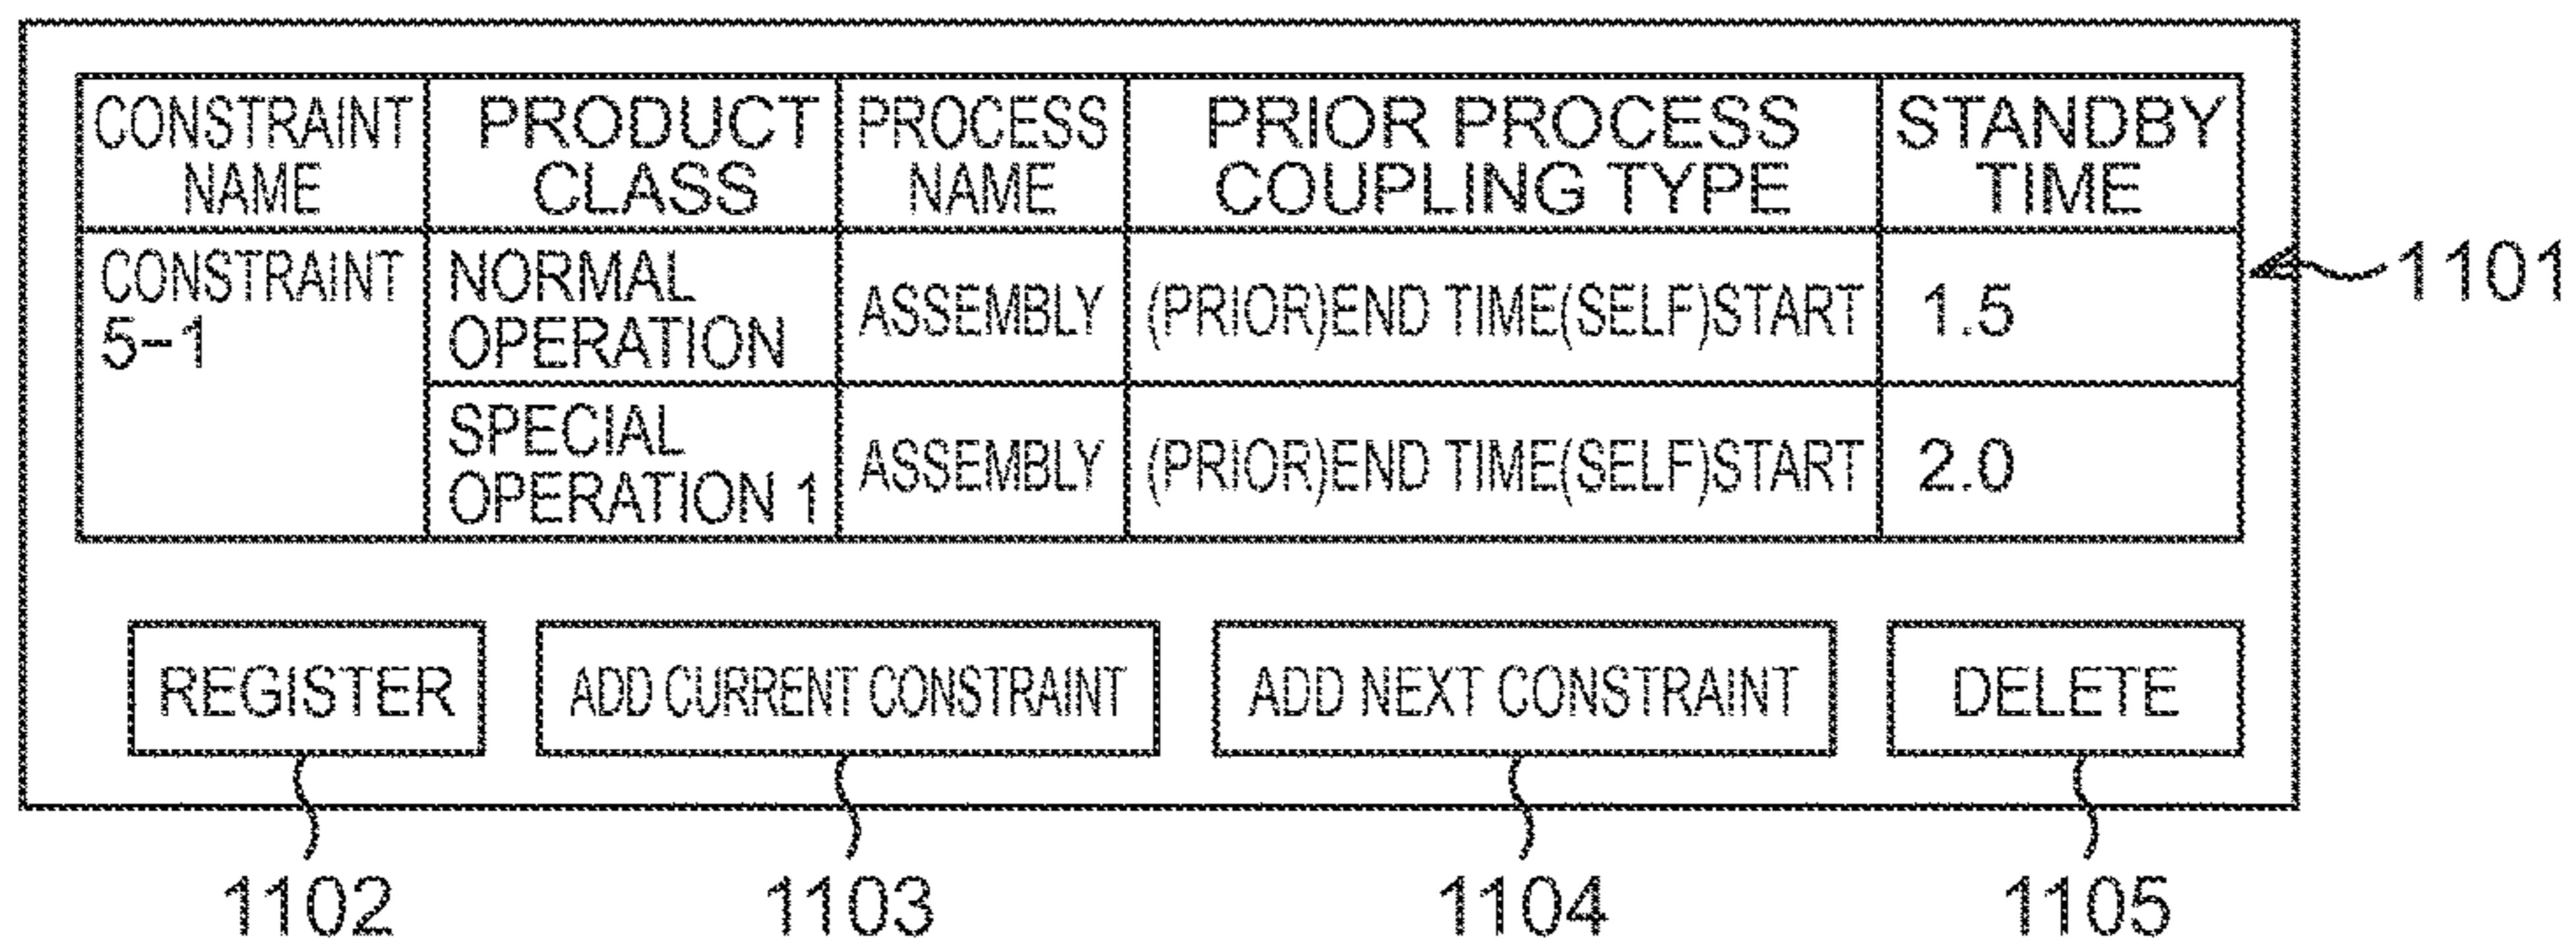 CONSTRAINT NAME PRODUCT CLASS PROCESS NAME PRIOR PROCESS COUPLING TYPE STANDBY TIME
CONSTRAINT 5-1 NORMAL OPERATION ASSEMBLY (PRIOR)END TIME(SELF)START 1.5
SPECIAL OPERATION 1 ASSEMBLY (PRIOR)END TIME(SELF)START 2.0
1101
REGISTER ADD CURRENT CONSTRAINT ADD NEXT CONSTRAINT DELETE
1102 1103 1104 1105